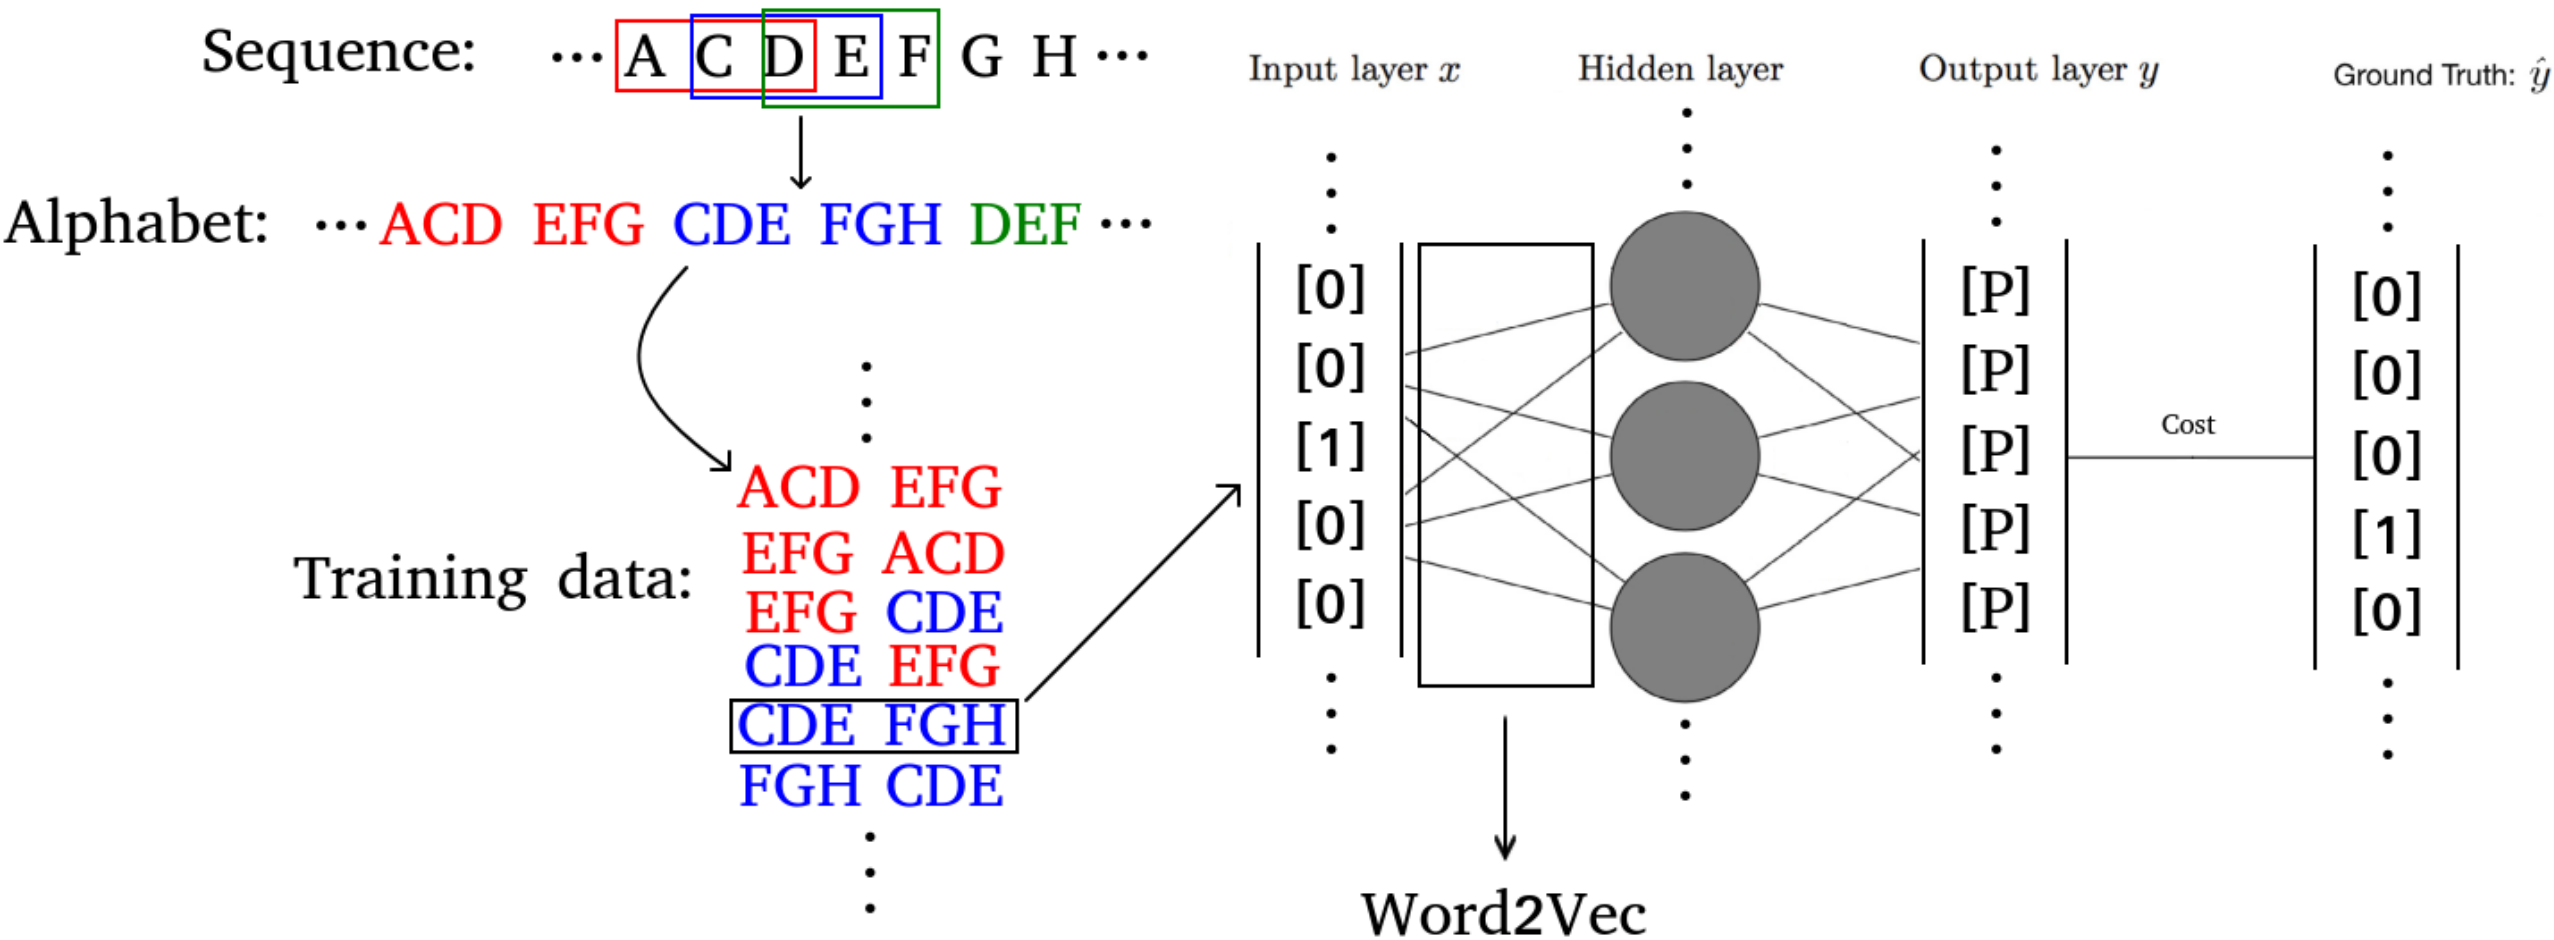 Sequence: ... A C D E F G H ...
Alphabet: ... ACD EFG CDE FGH DEF ...
Training data:
ACD EFG
EFG ACD
EFG CDE
CDE EFG
CDE FGH
FGH CDE
Input layer x
[0]
[0]
[1]
[0]
[0]
Word2Vec
Hidden layer
Output layer y
[P]
[P]
[P]
[P]
[P]
Cost
Ground Truth: ŷ
[0]
[0]
[0]
[1]
[0]